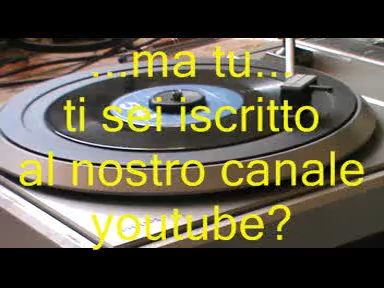 ...ma tu...
ti sei iscritto
al nostro canale
youtube?